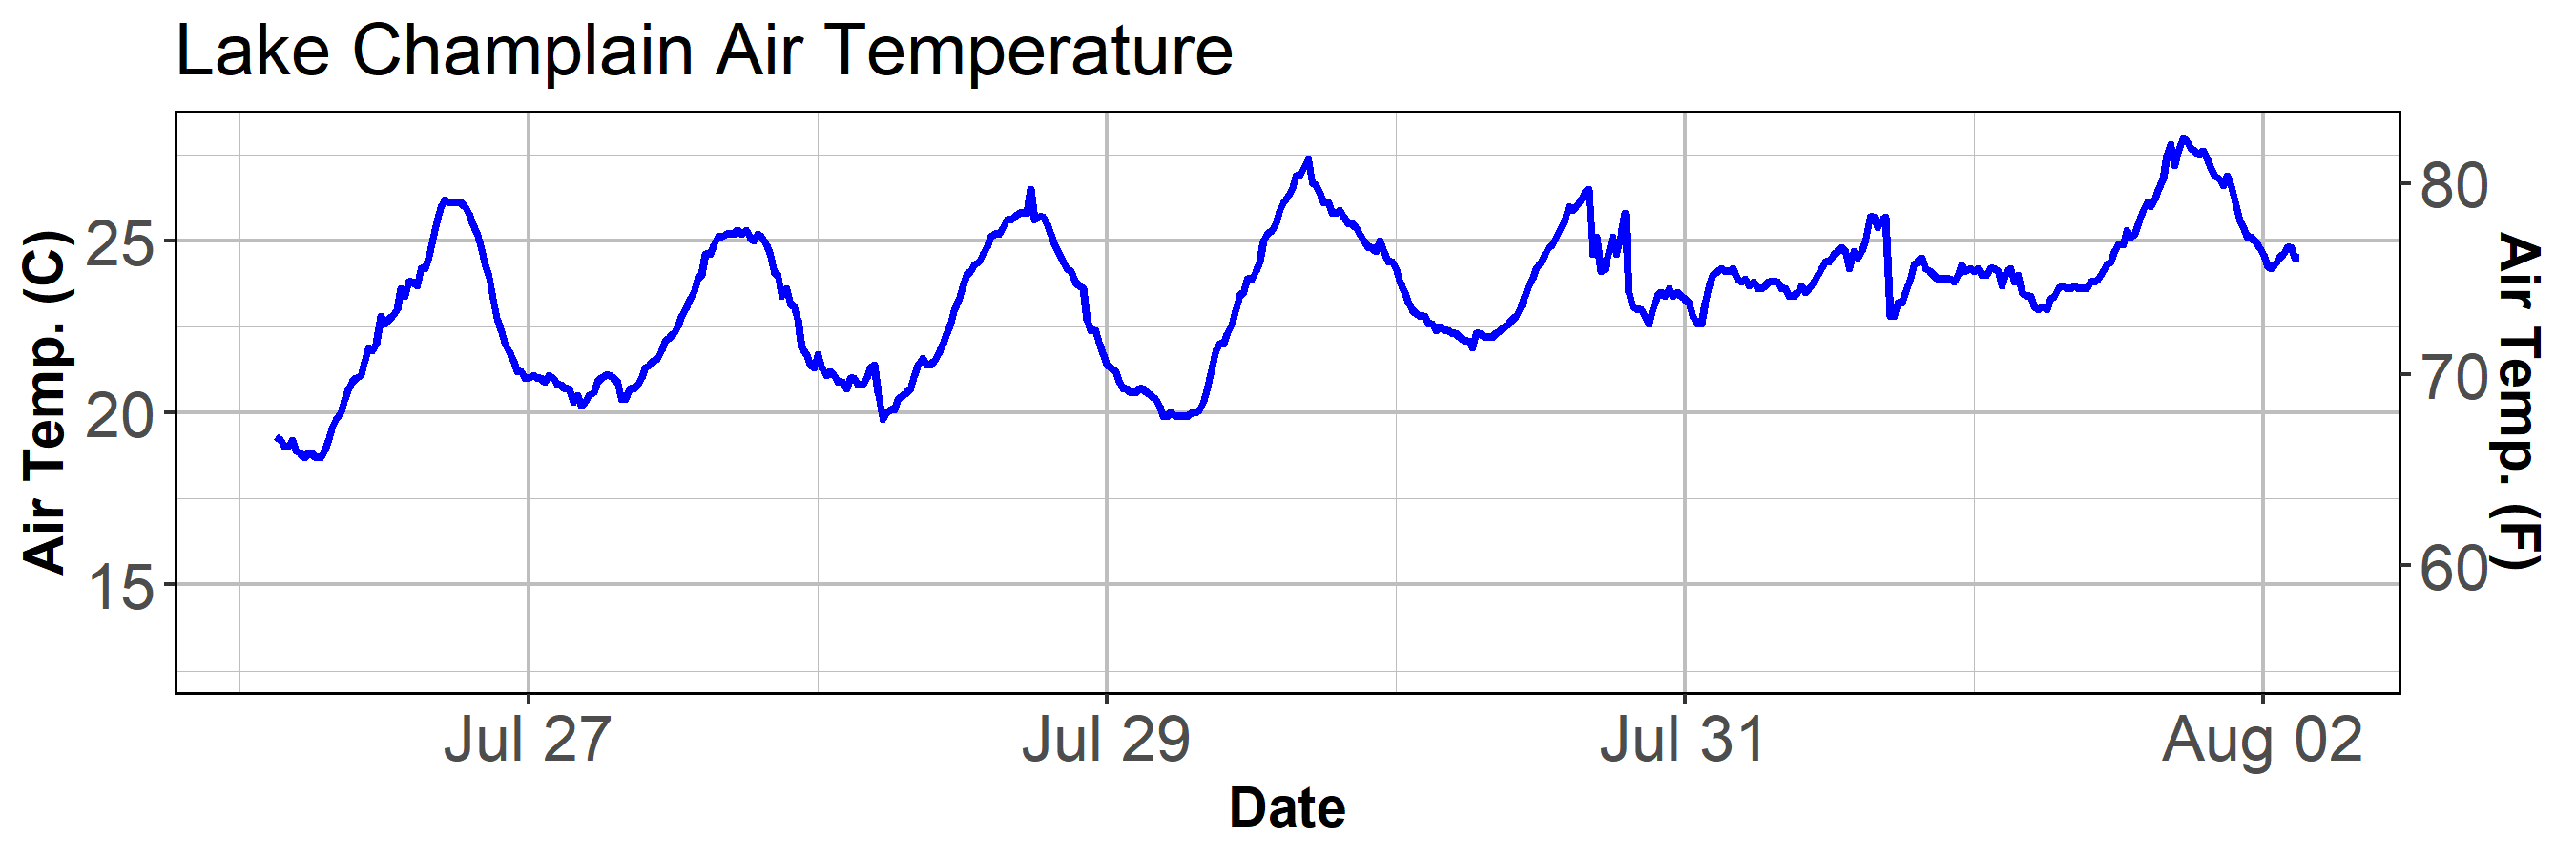 Lake Champlain Air Temperature
Air Temp. (C)
25
20
15
80
70
60
Air Temp. (F)
Jul 27 Jul 29 Jul 31 Aug 02
Date